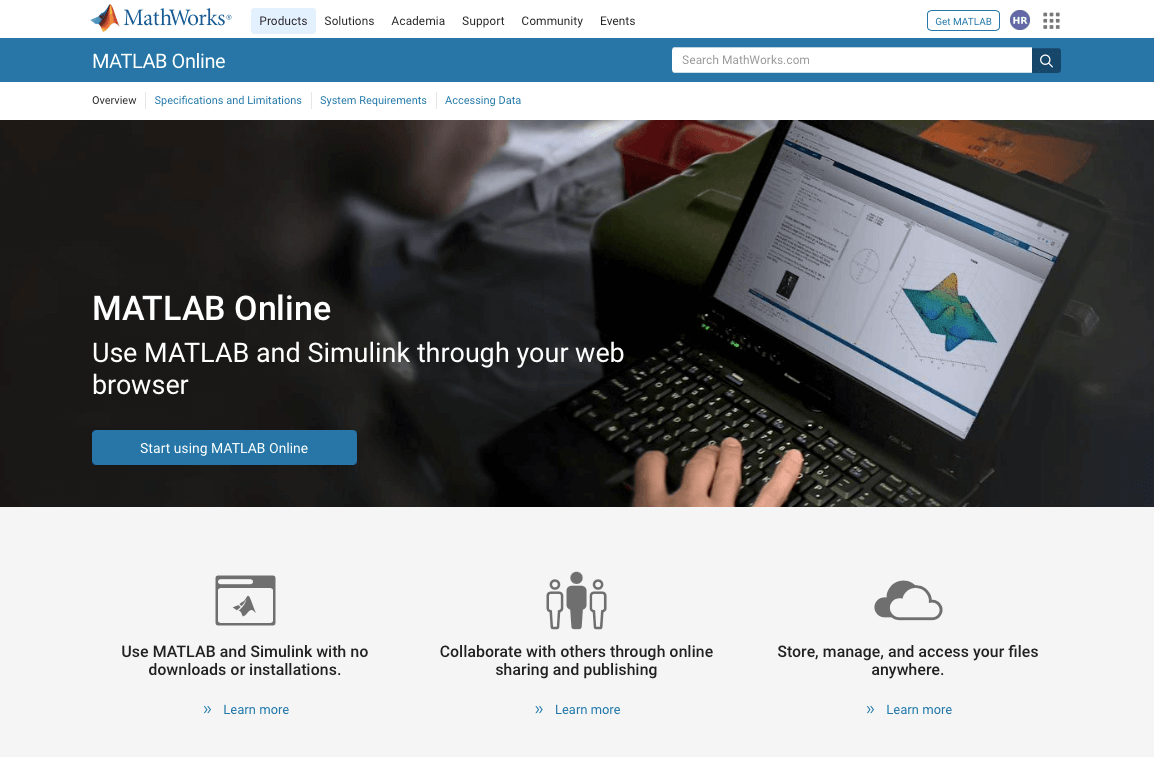 MathWorks®
Products Solutions Academia Support Community Events
Get MATLAB
HR
MATLAB Online
Search MathWorks.com
Overview
Specifications and Limitations
System Requirements
Accessing Data
MATLAB Online
Use MATLAB and Simulink through your web
browser
Start using MATLAB Online
Use MATLAB and Simulink with no
downloads or installations.
» Learn more
Collaborate with others through online
sharing and publishing
» Learn more
Store, manage, and access your files
anywhere.
» Learn more